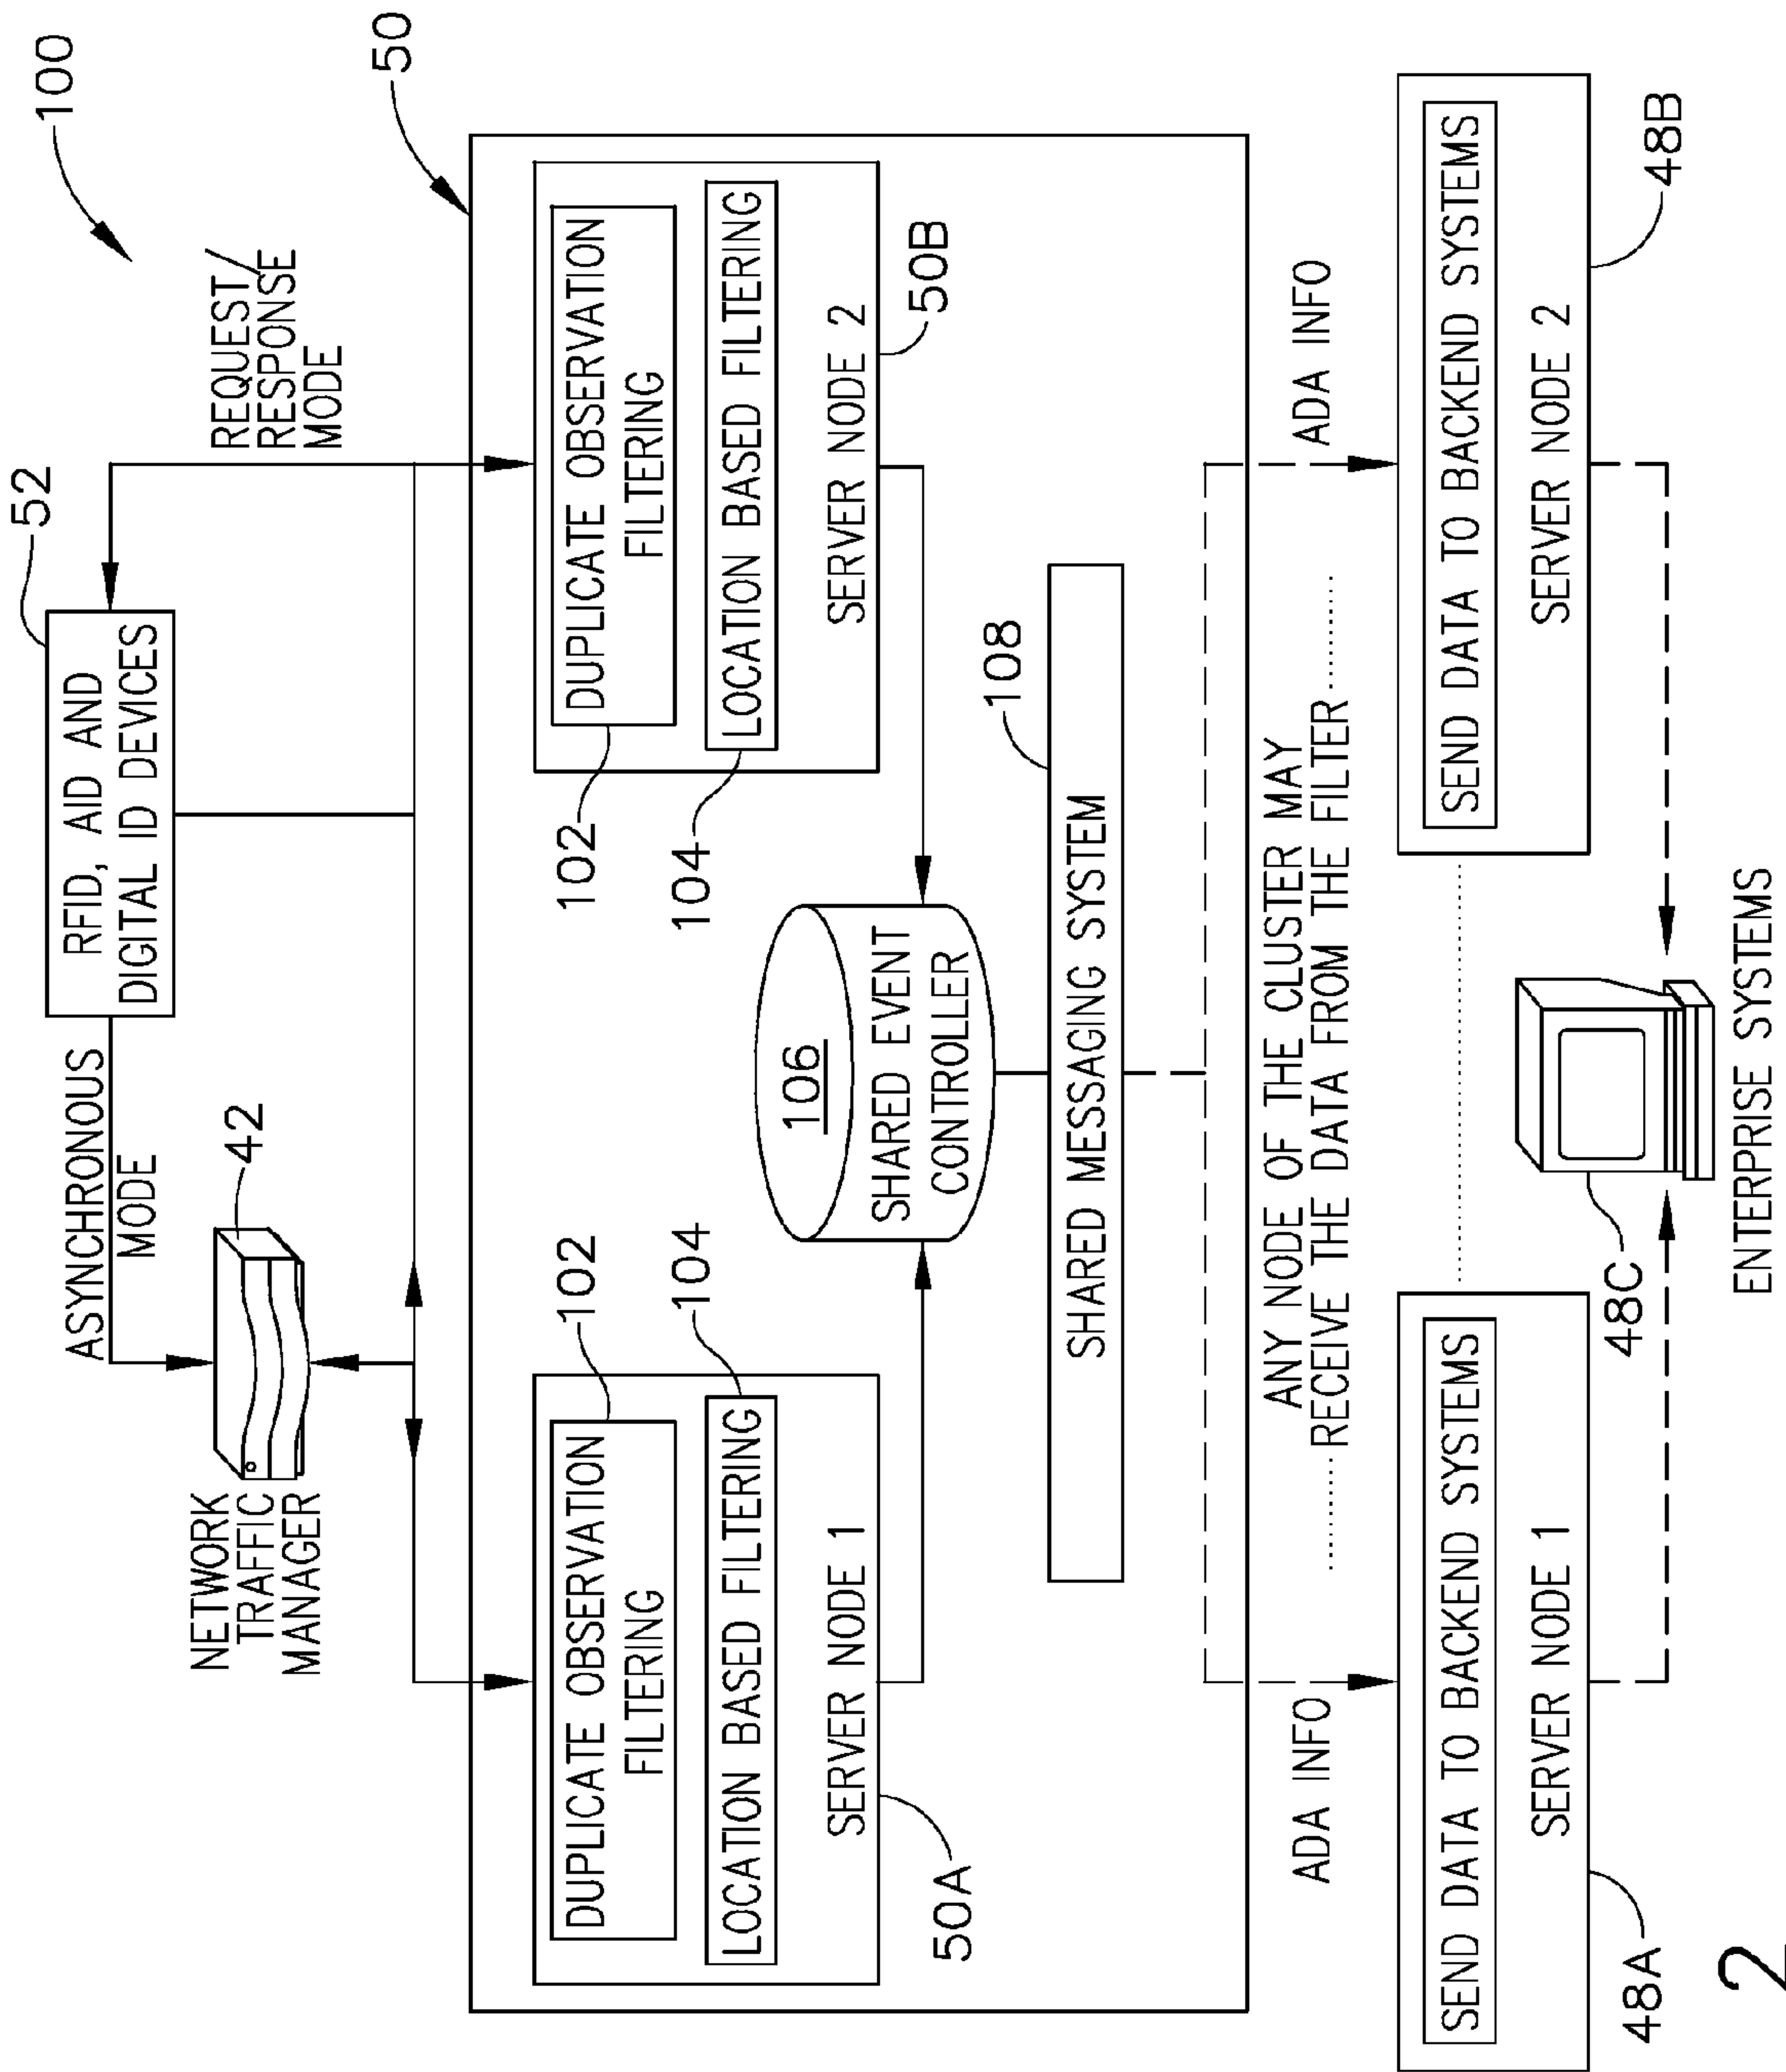 100
52
RFID, AID AND
DIGITAL ID DEVICES
ASYNCHRONOUS
MODE
REQUEST/
RESPONSE
MODE
42
NETWORK
TRAFFIC
MANAGER
50
DUPLICATE OBSERVATION
FILTERING
102
LOCATION BASED FILTERING
104
SERVER NODE 1
50A
DUPLICATE OBSERVATION
FILTERING
102
LOCATION BASED FILTERING
104
SERVER NODE 2
50B
106
SHARED EVENT
CONTROLLER
108
SHARED MESSAGING SYSTEM
ADA INFO
ANY NODE OF THE CLUSTER MAY
RECEIVE THE DATA FROM THE FILTER
ADA INFO
SEND DATA TO BACKEND SYSTEMS
SERVER NODE 1
48A
SEND DATA TO BACKEND SYSTEMS
SERVER NODE 2
48B
48C
ENTERPRISE SYSTEMS
2